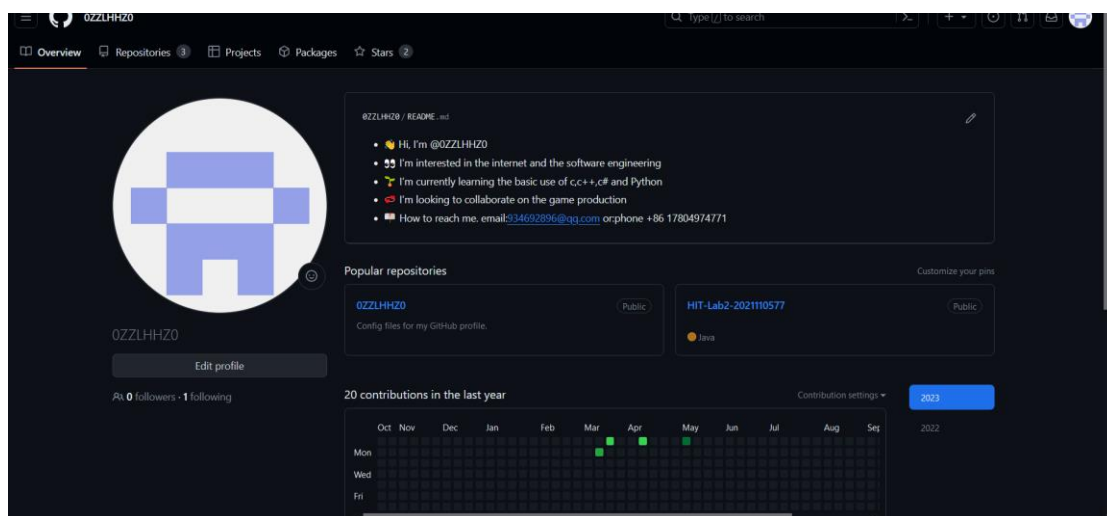 0ZZLHHZ0
Type / to search
Overview Repositories 3 Projects Packages Stars 2
0ZZLHHZ0 / README.md
👋 Hi, I'm @0ZZLHHZ0
👀 I'm interested in the internet and the software engineering
🌱 I'm currently learning the basic use of c,c++,c# and Python
💞️ I'm looking to collaborate on the game production
📫 How to reach me. email:934692896@qq.com or:phone +86 17804974771
Popular repositories Customize your pins
0ZZLHHZ0 Public
Config files for my GitHub profile.
HIT-Lab2-2021110577 Public
Java
0ZZLHHZ0
Edit profile
0 followers · 1 following
20 contributions in the last year Contribution settings
2023
2022
Oct Nov Dec Jan Feb Mar Apr May Jun Jul Aug Sep
Mon
Wed
Fri